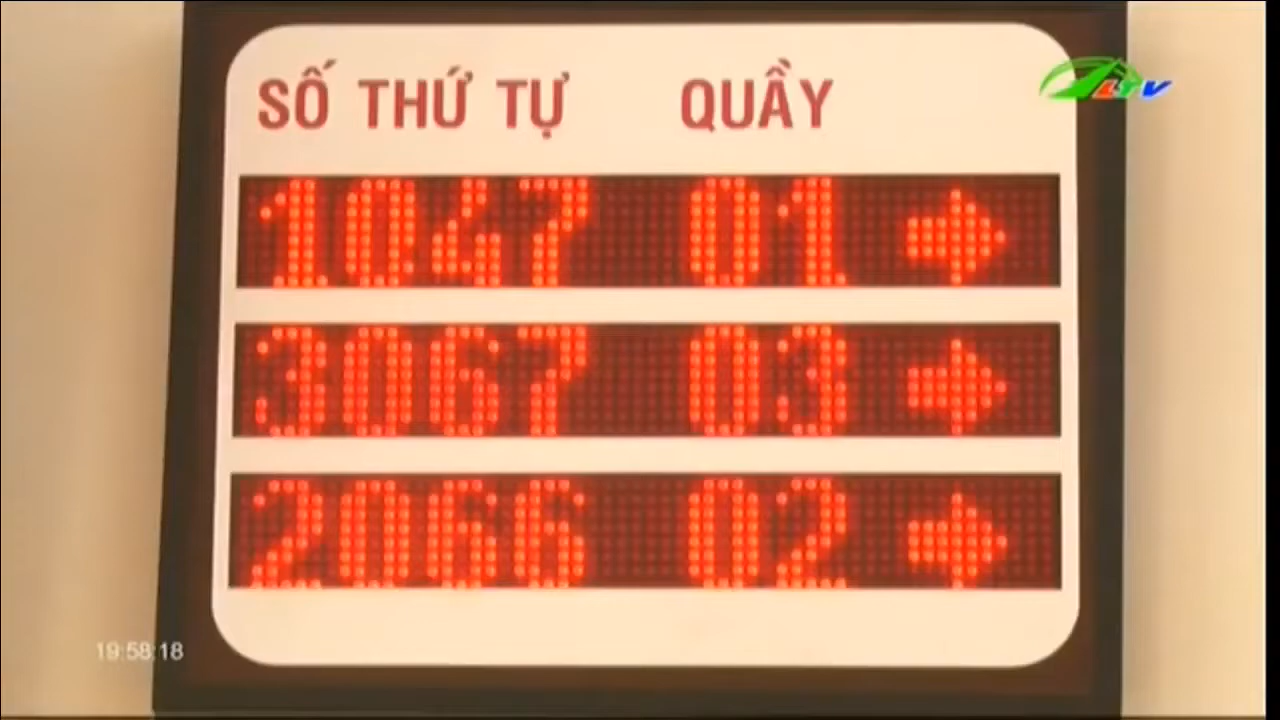 SỐ THỨ TỰ QUẦY
LTV
1047 01
3067 03
2066 02
19:58:18